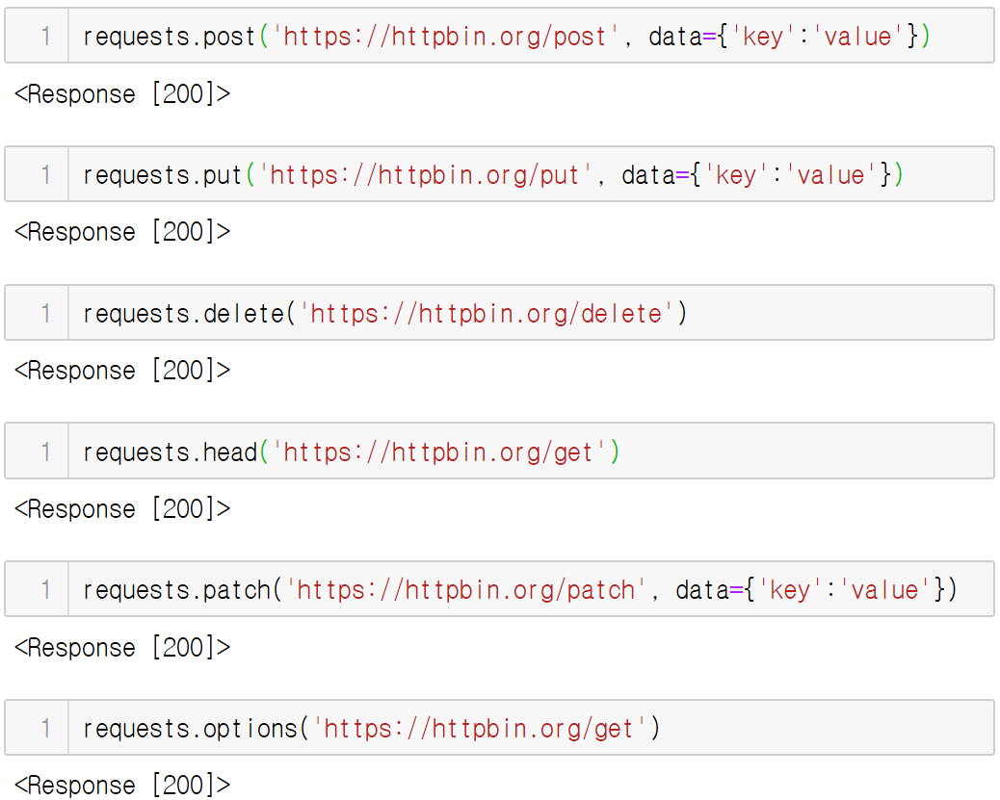 1 requests.post('https://httpbin.org/post', data={'key':'value'})
<Response [200]>
1 requests.put('https://httpbin.org/put', data={'key':'value'})
<Response [200]>
1 requests.delete('https://httpbin.org/delete')
<Response [200]>
1 requests.head('https://httpbin.org/get')
<Response [200]>
1 requests.patch('https://httpbin.org/patch', data={'key':'value'})
<Response [200]>
1 requests.options('https://httpbin.org/get')
<Response [200]>